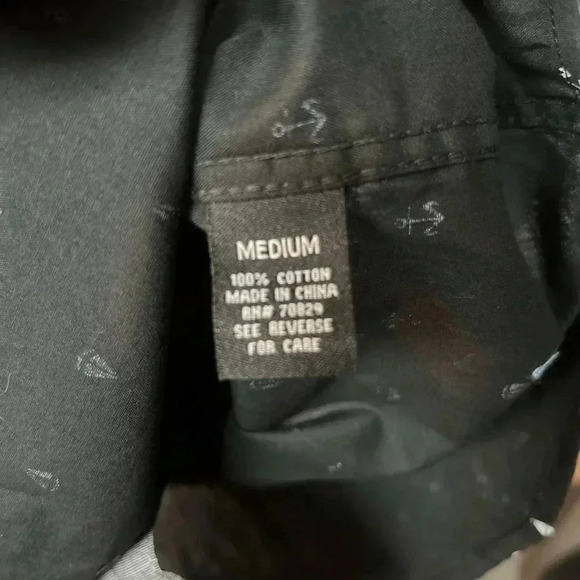 MEDIUM
100% COTTON
MADE IN CHINA
RN# 70829
SEE REVERSE
FOR CARE